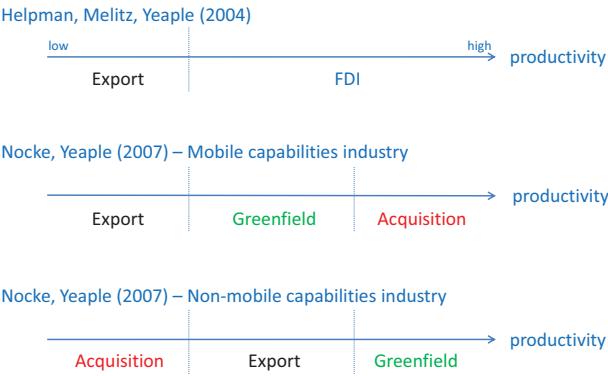 Helpman, Melitz, Yeaple (2004)
low high
productivity
Export FDI
Nocke, Yeaple (2007) – Mobile capabilities industry
productivity
Export Greenfield Acquisition
Nocke, Yeaple (2007) – Non-mobile capabilities industry
productivity
Acquisition Export Greenfield